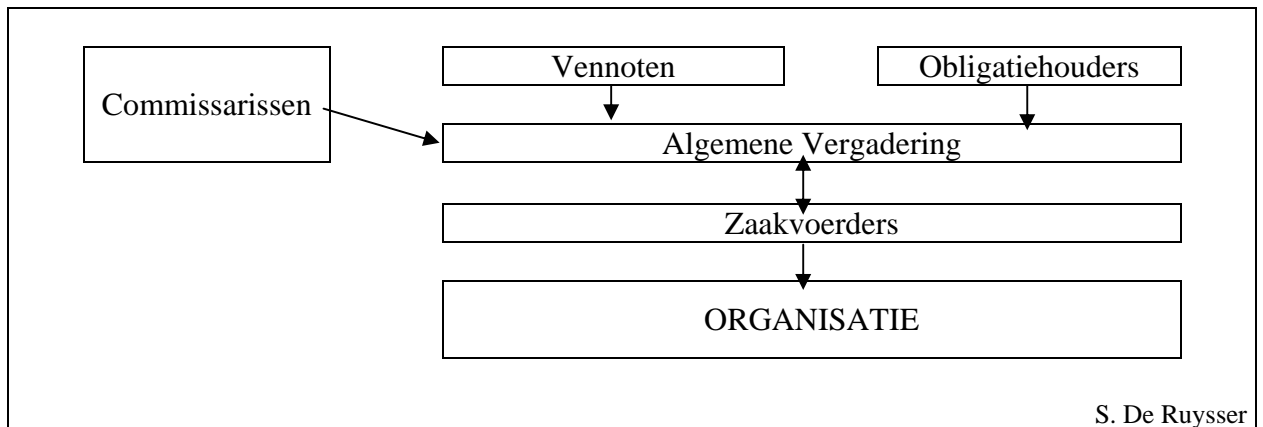 Vennoten
Obligatiehouders
Commissarissen
Algemene Vergadering
Zaakvoerders
ORGANISATIE
S. De Ruysser